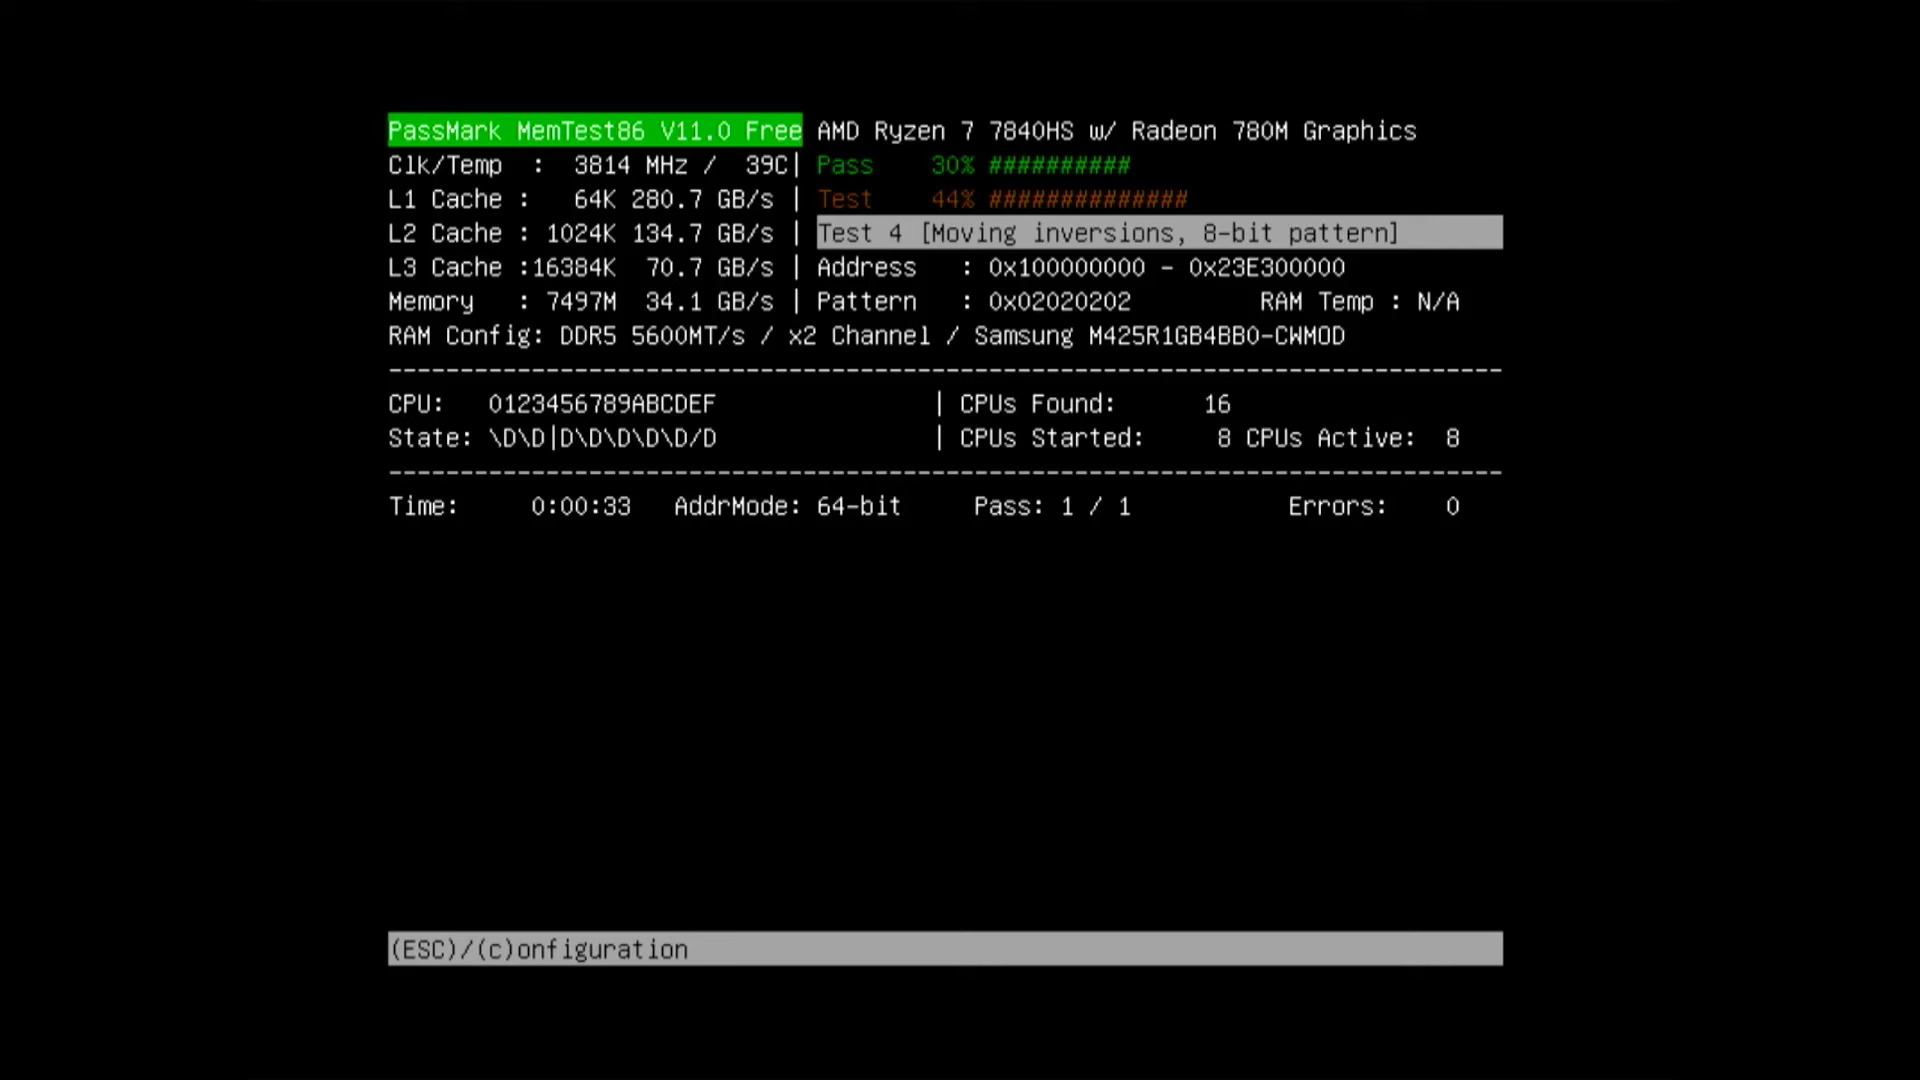 PassMark MemTest86 V11.0 Free AMD Ryzen 7 7840HS w/ Radeon 780M Graphics
Clk/Temp  :   3814 MHz /  39C| Pass    30% ##########
L1 Cache :   64K 280.7 GB/s | Test    44% ##############
L2 Cache : 1024K 134.7 GB/s | Test 4 [Moving inversions, 8-bit pattern]
L3 Cache :16384K  70.7 GB/s | Address   : 0x100000000 - 0x23E300000
Memory   : 7497M  34.1 GB/s | Pattern   : 0x02020202         RAM Temp : N/A
RAM Config: DDR5 5600MT/s / x2 Channel / Samsung M425R1GB4BB0-CWMOD
------------------------------------------------------------------------------
CPU:   0123456789ABCDEF               | CPUs Found:      16
State: \D\D|D\D\D\D\D/D               | CPUs Started:     8 CPUs Active:  8
------------------------------------------------------------------------------
Time:     0:00:33   AddrMode: 64-bit     Pass: 1 / 1           Errors:    0
(ESC)/(c)onfiguration